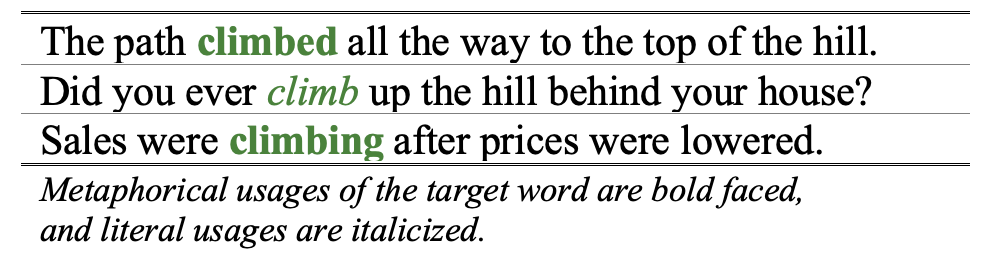 The path climbed all the way to the top of the hill.
Did you ever climb up the hill behind your house?
Sales were climbing after prices were lowered.
Metaphorical usages of the target word are bold faced,
and literal usages are italicized.